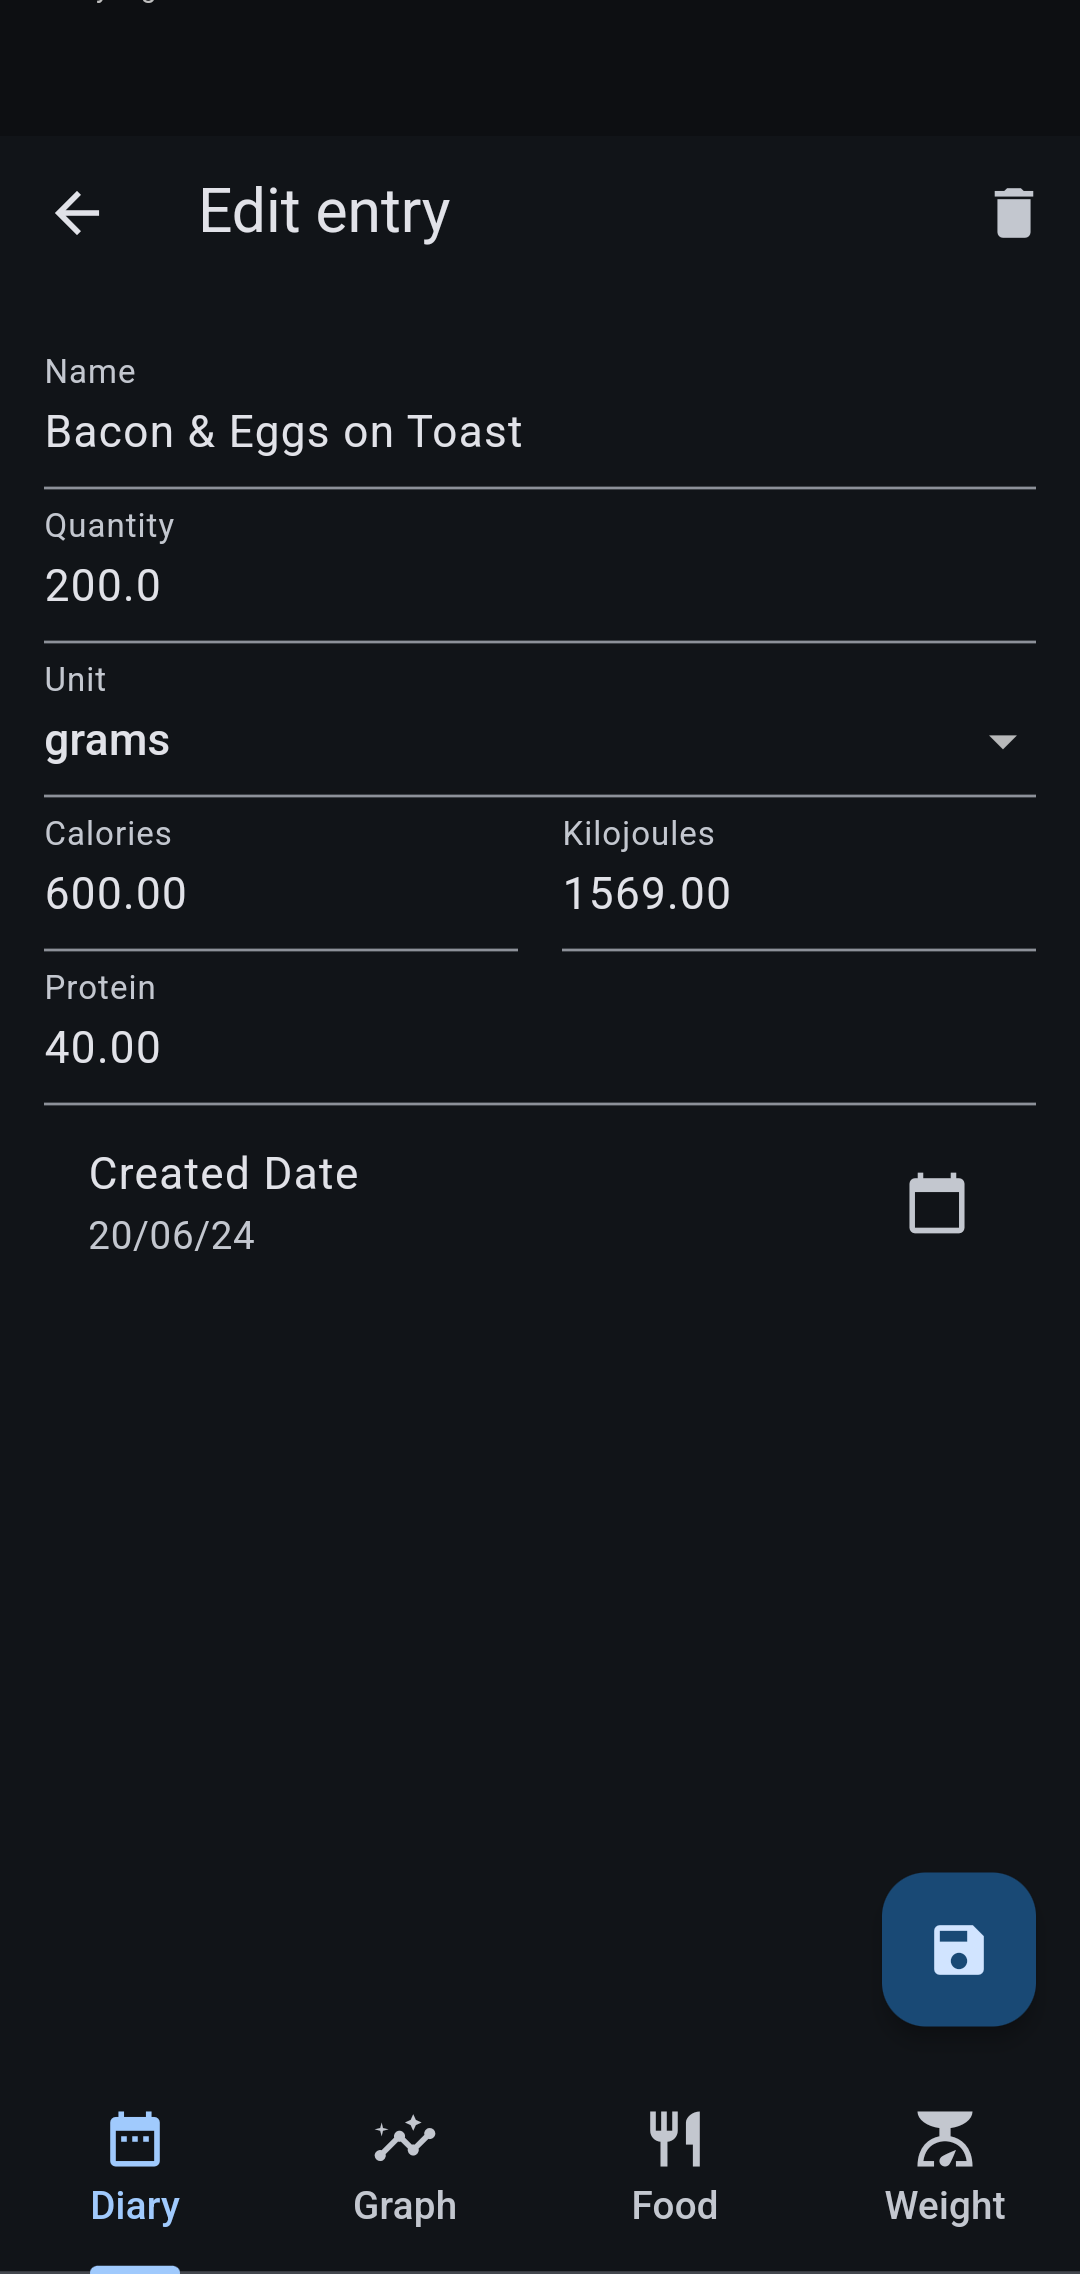 Edit entry
Name
Bacon & Eggs on Toast
Quantity
200.0
Unit
grams
Calories
Kilojoules
600.00
1569.00
Protein
40.00
Created Date
20/06/24
Diary
Graph
Food
Weight